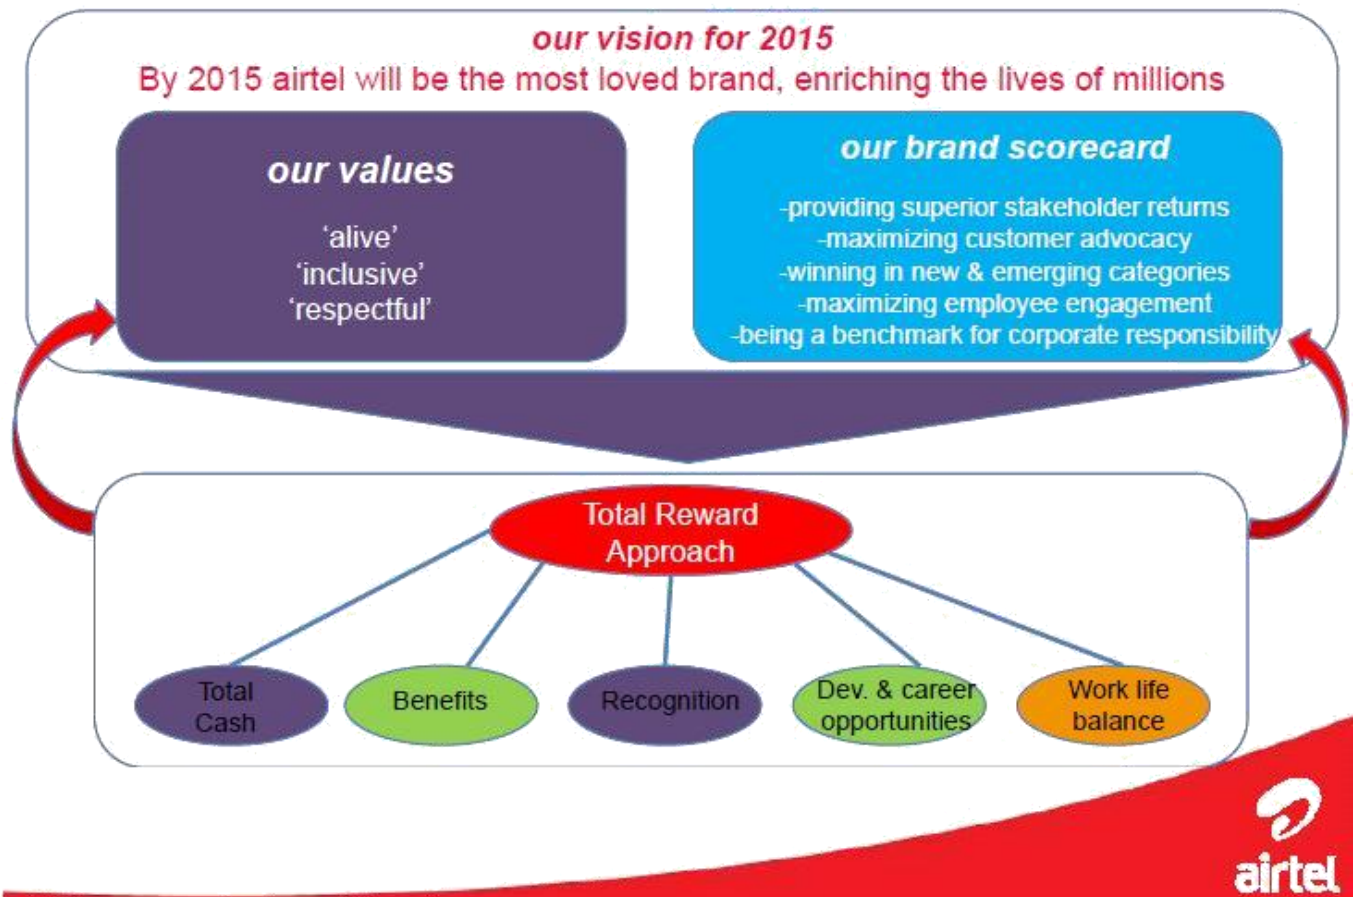 our vision for 2015
By 2015 airtel will be the most loved brand, enriching the lives of millions
our values
‘alive’
‘inclusive’
‘respectful’
our brand scorecard
-providing superior stakeholder returns
-maximizing customer advocacy
-winning in new & emerging categories
-maximizing employee engagement
-being a benchmark for corporate responsibility
Total Reward
Approach
Total
Cash
Benefits
Recognition
Dev. & career
opportunities
Work life
balance
airtel